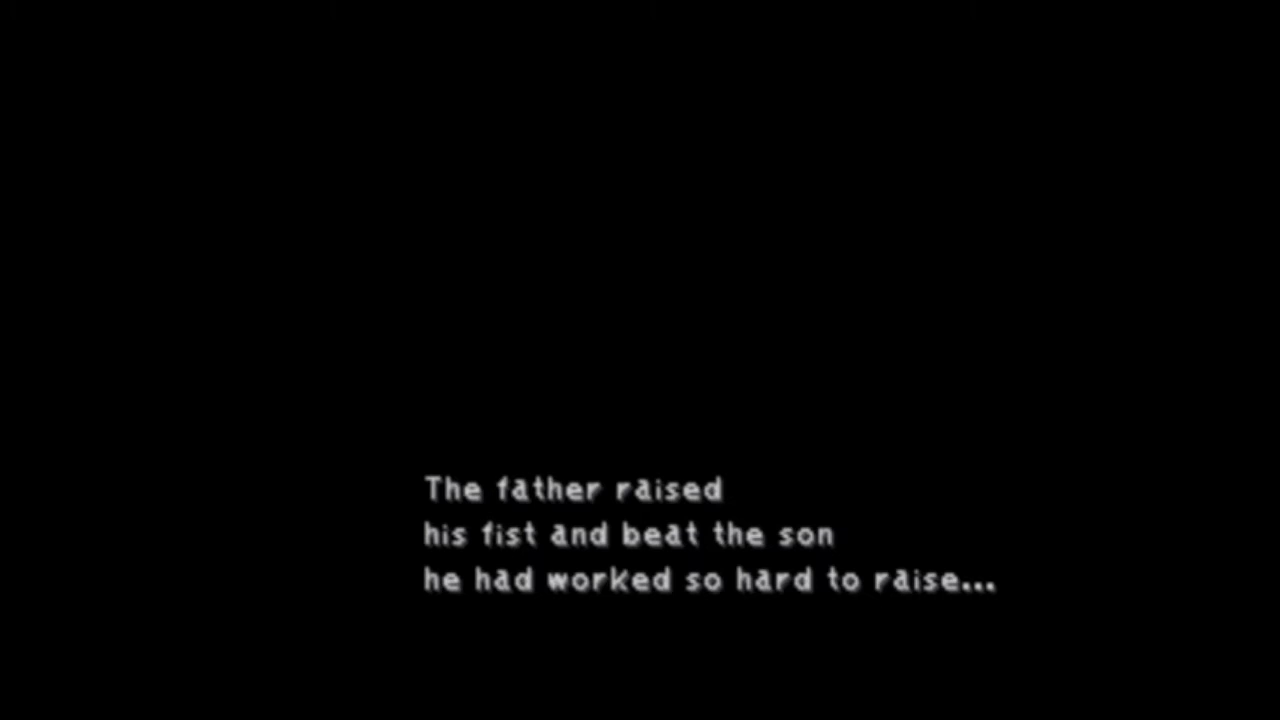 The father raised
his fist and beat the son
he had worked so hard to raise...